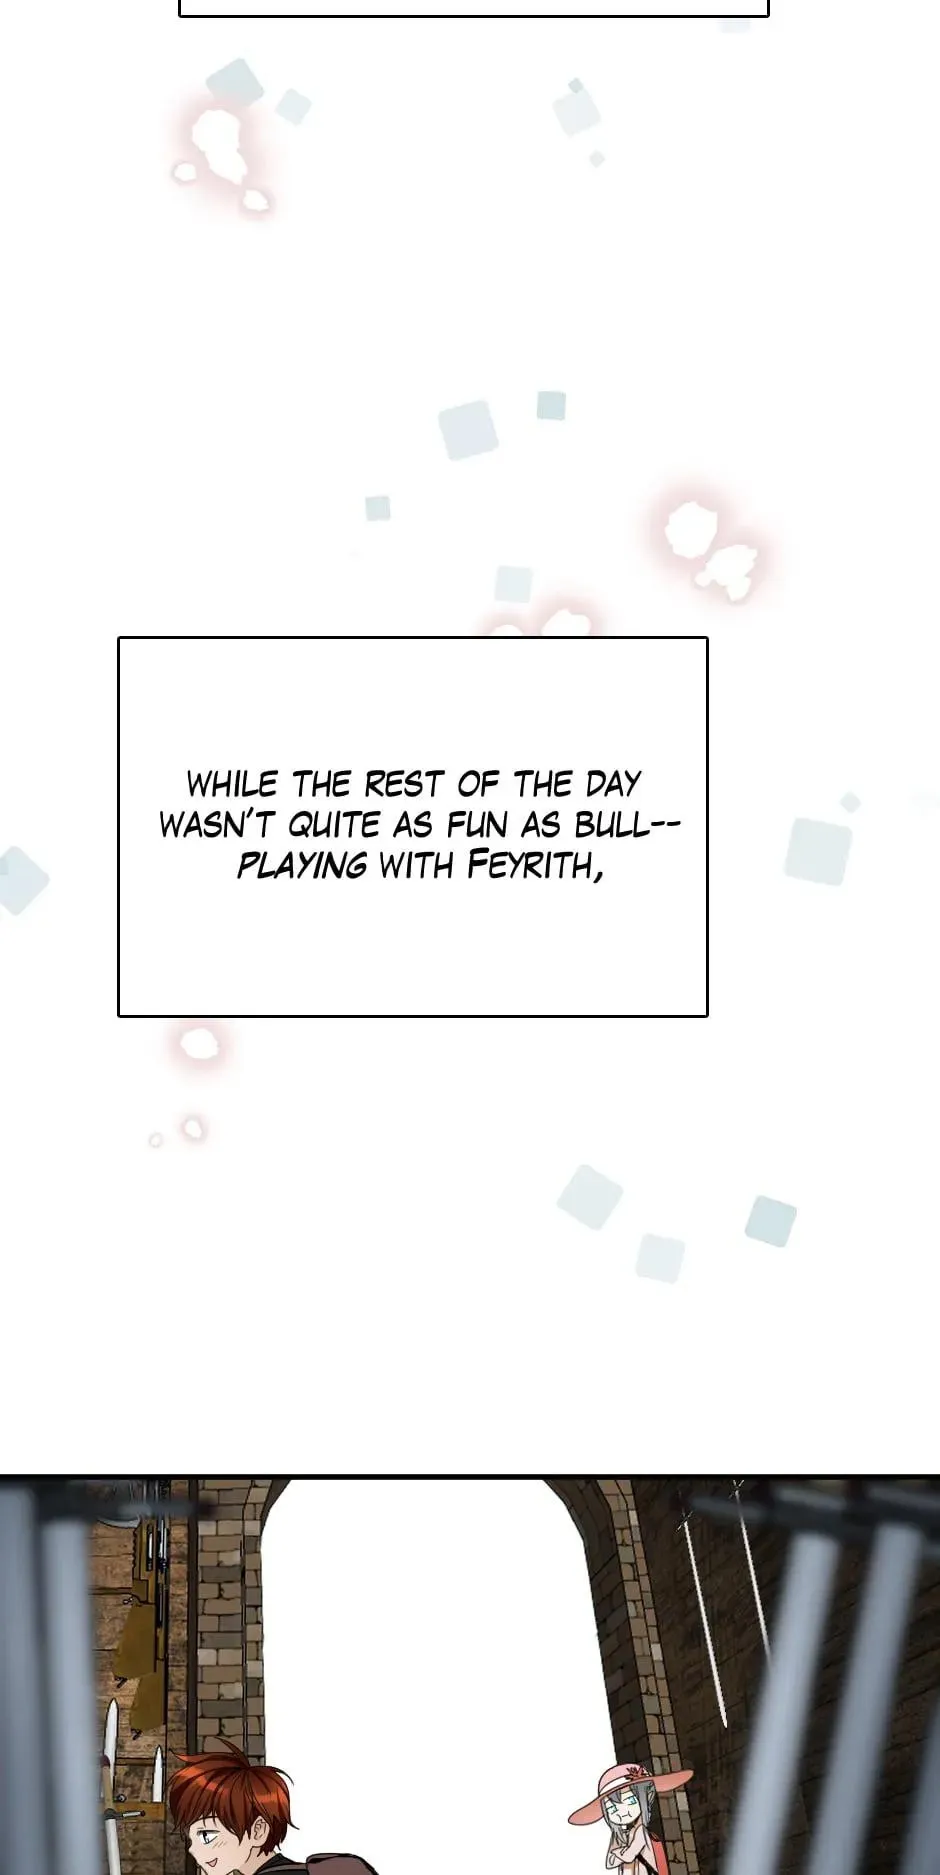 WHILE THE REST OF THE DAY
WASN'T QUITE AS FUN AS BULL--
PLAYING WITH FEYRITH,